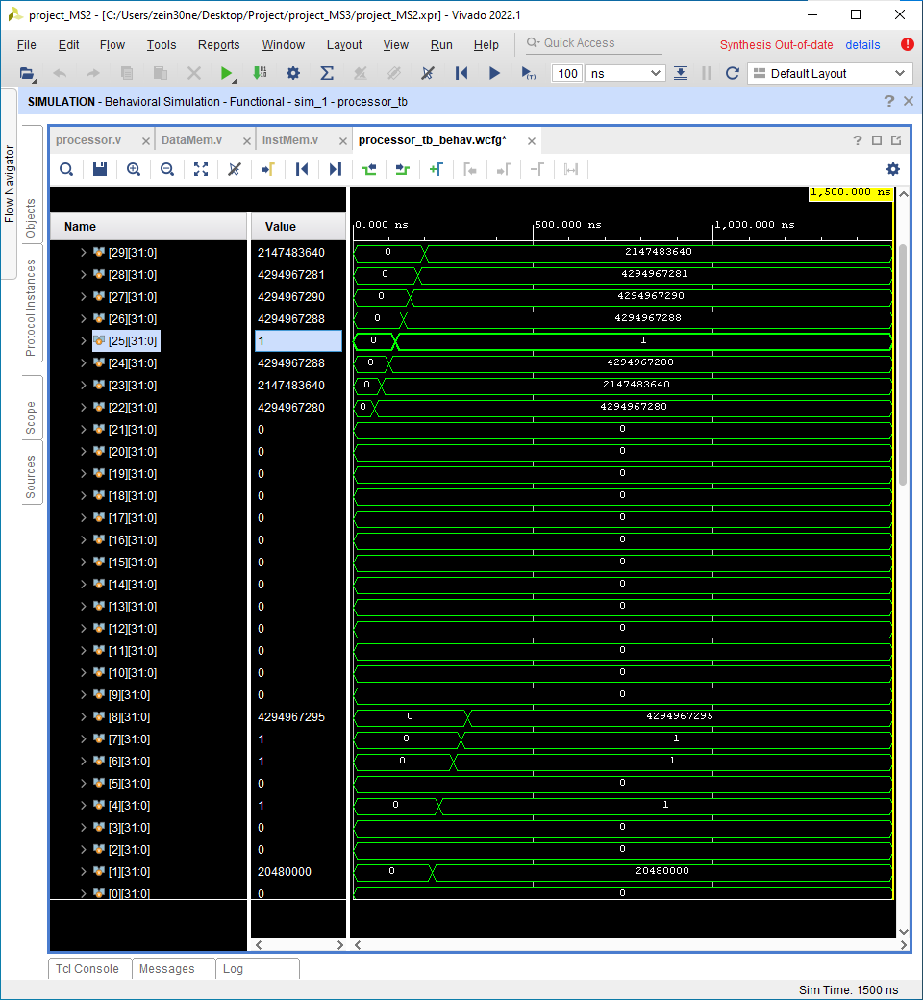 project_MS2 - [C:/Users/zein30ne/Desktop/Project/project_MS3/project_MS2.xpr] - Vivado 2022.1
File Edit Flow Tools Reports Window Layout View Run Help Quick Access Synthesis Out-of-date details
100 ns Default Layout
SIMULATION - Behavioral Simulation - Functional - sim_1 - processor_tb
Flow Navigator
Objects
Protocol Instances
Scope
Sources
processor.v DataMem.v InstMem.v processor_tb_behav.wcfg*
1,500.000 ns
Name Value 0.000 ns 500.000 ns 1,000.000 ns
[29][31:0] 2147483640 0 2147483640
[28][31:0] 4294967281 0 4294967281
[27][31:0] 4294967290 0 4294967290
[26][31:0] 4294967288 0 4294967288
[25][31:0] 1 0 1
[24][31:0] 4294967288 0 4294967288
[23][31:0] 2147483640 0 2147483640
[22][31:0] 4294967280 0 4294967280
[21][31:0] 0 0
[20][31:0] 0 0
[19][31:0] 0 0
[18][31:0] 0 0
[17][31:0] 0 0
[16][31:0] 0 0
[15][31:0] 0 0
[14][31:0] 0 0
[13][31:0] 0 0
[12][31:0] 0 0
[11][31:0] 0 0
[10][31:0] 0 0
[9][31:0] 0 0
[8][31:0] 4294967295 0 4294967295
[7][31:0] 1 0 1
[6][31:0] 1 0 1
[5][31:0] 0 0
[4][31:0] 1 0 1
[3][31:0] 0 0
[2][31:0] 0 0
[1][31:0] 20480000 0 20480000
[0][31:0] 0 0
Tcl Console Messages Log
Sim Time: 1500 ns